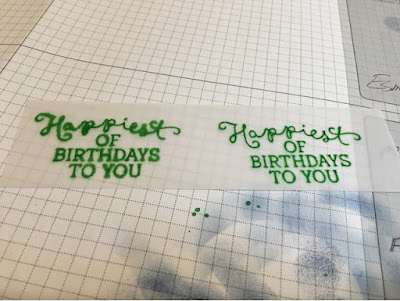 Happiest
OF
BIRTHDAYS
TO YOU
Happiest
OF
BIRTHDAYS
TO YOU